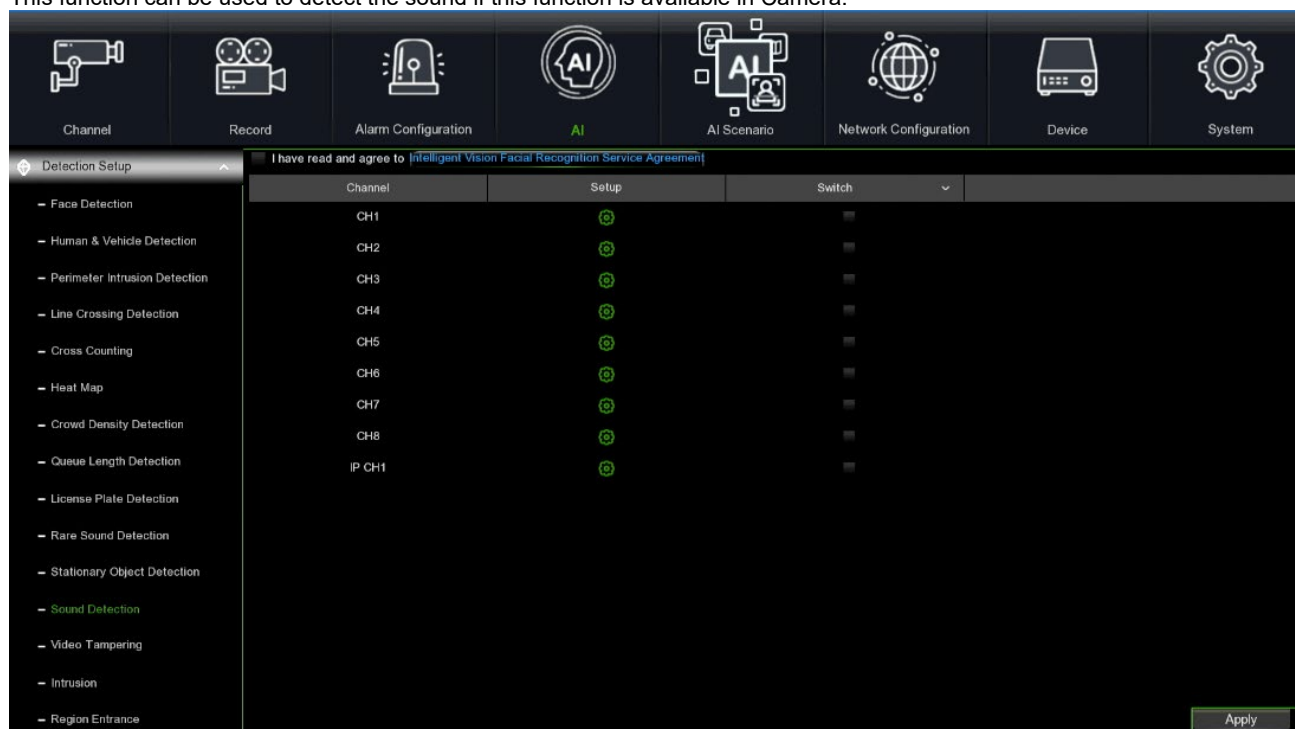 This function can be used to detect the sound if this function is available in Camera.
AI
Channel Record Alarm Configuration AI AI Scenario Network Configuration Device System
Detection Setup
I have read and agree to Intelligent Vision Facial Recognition Service Agreement
Channel Setup Switch
Face Detection
CH1
Human & Vehicle Detection
CH2
Perimeter Intrusion Detection
CH3
Line Crossing Detection
CH4
Cross Counting
CH5
Heat Map
CH6
CH7
Crowd Density Detection
CH8
Queue Length Detection
IP CH1
License Plate Detection
Rare Sound Detection
Stationary Object Detection
Sound Detection
Video Tampering
Intrusion
Region Entrance
Apply